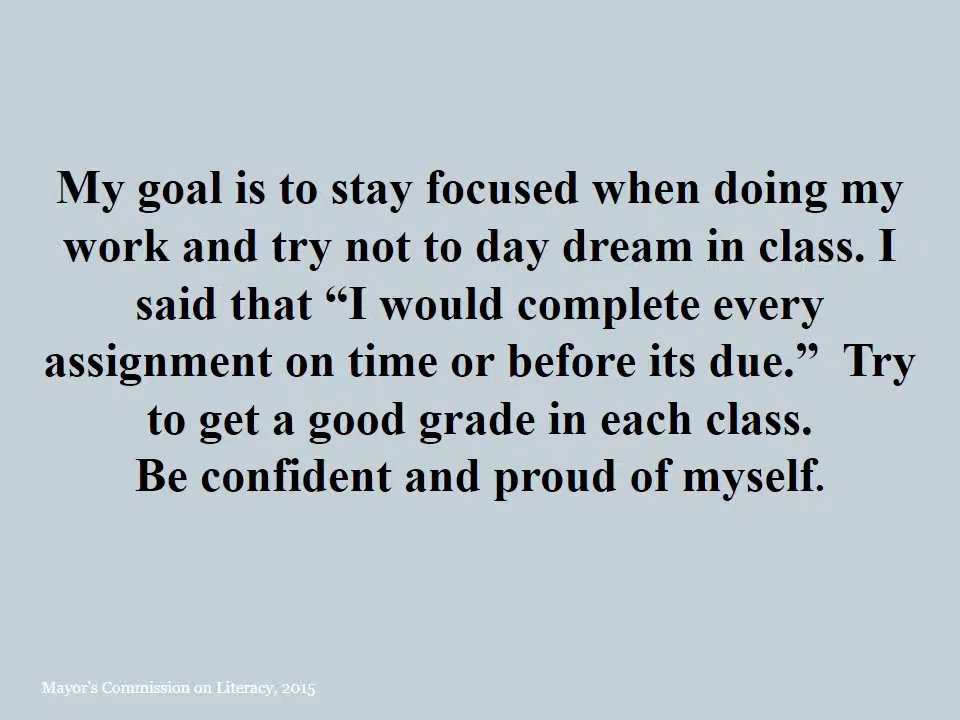 My goal is to stay focused when doing my
work and try not to day dream in class. I
said that “I would complete every
assignment on time or before its due.”  Try
to get a good grade in each class.
Be confident and proud of myself.
Mayor's Commission on Literacy, 2015